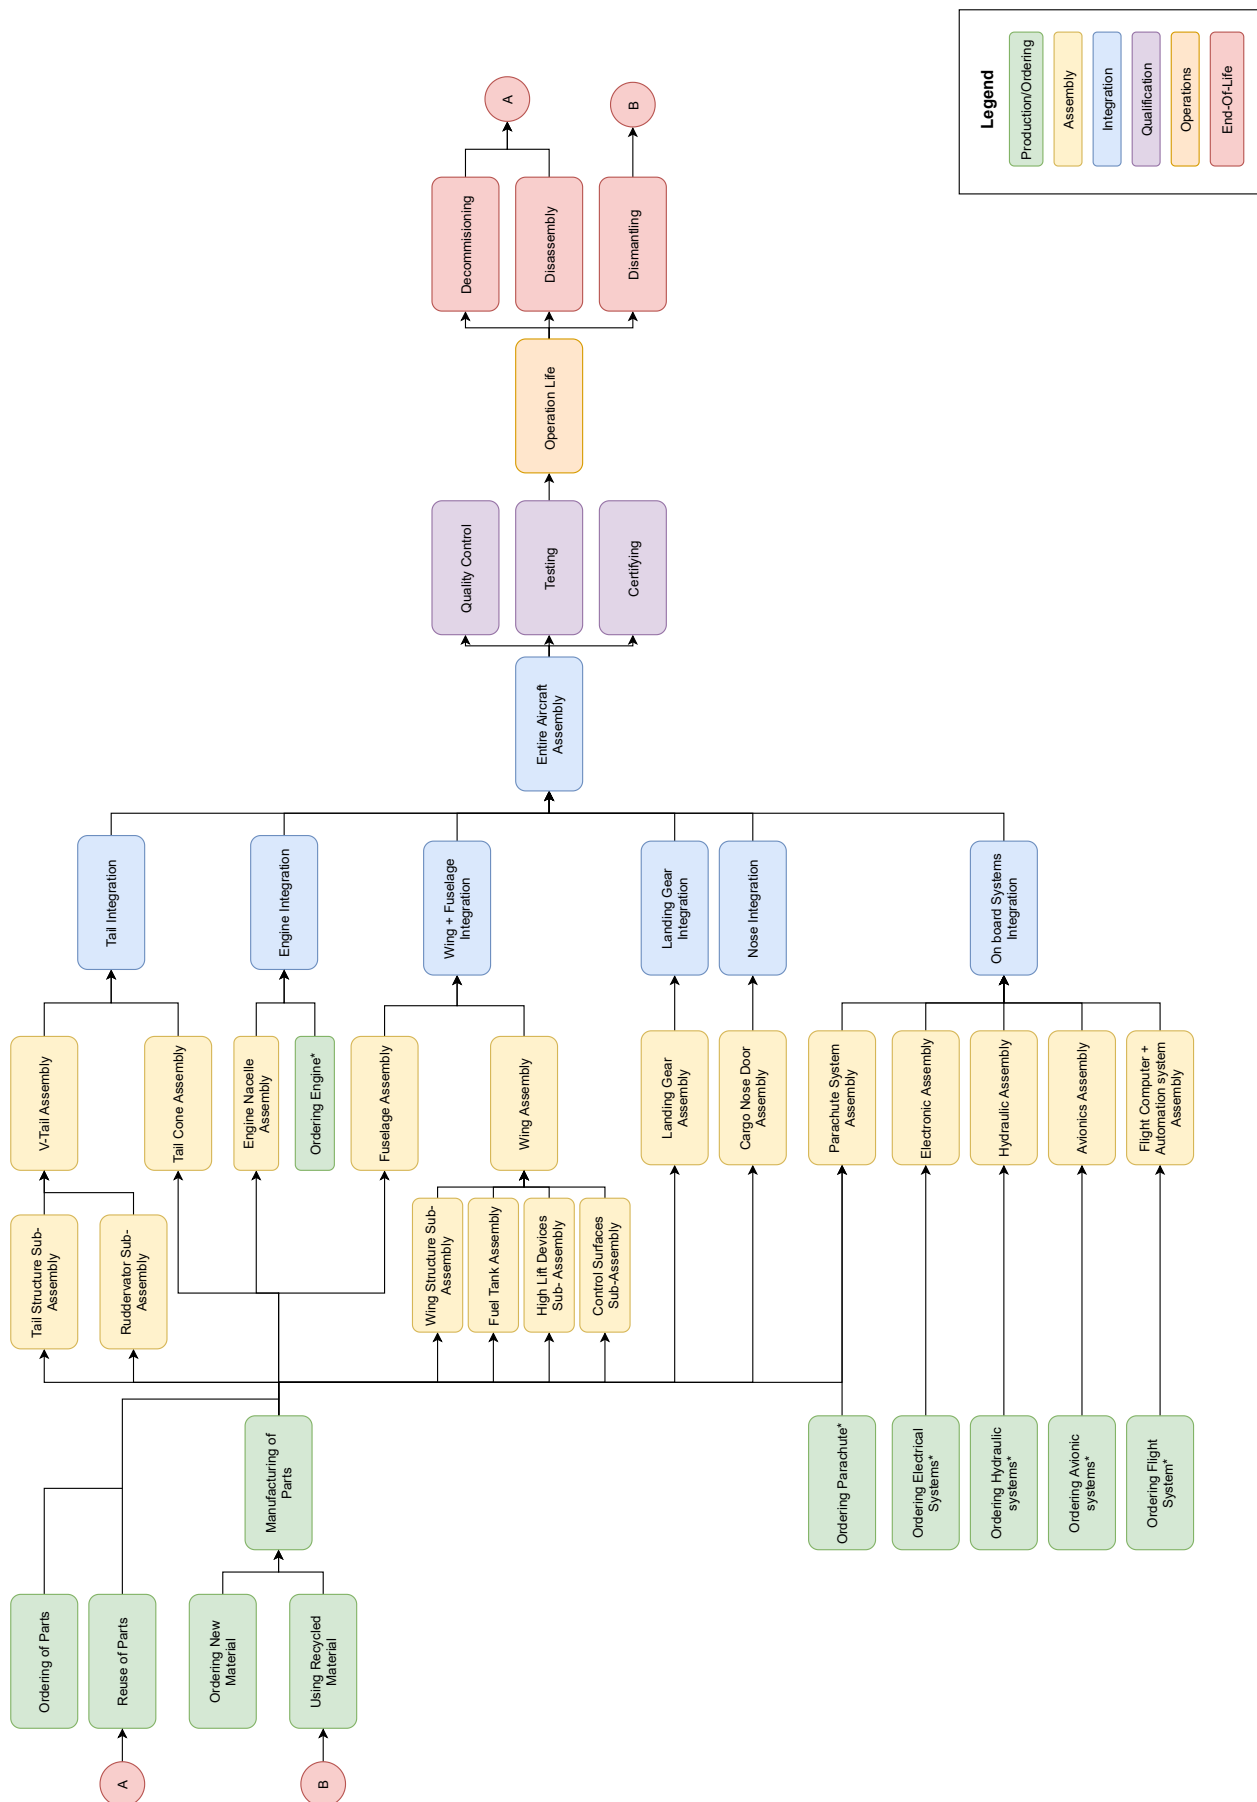 A
B
Ordering of Parts
Reuse of Parts
Ordering New
Material
Using Recycled
Material
Manufacturing of
Parts
Ordering Parachute*
Ordering Electrical
Systems*
Ordering Hydraulic
systems*
Ordering Avionic
systems*
Ordering Flight
System*
Tail Structure Sub-
Assembly
Ruddervator Sub-
Assembly
Wing Structure Sub-
Assembly
Fuel Tank Assembly
High Lift Devices
Sub- Assembly
Control Surfaces
Sub-Assembly
V-Tail Assembly
Tail Cone Assembly
Engine Nacelle
Assembly
Ordering Engine*
Fuselage Assembly
Wing Assembly
Landing Gear
Assembly
Cargo Nose Door
Assembly
Parachute System
Assembly
Electronic Assembly
Hydraulic Assembly
Avionics Assembly
Flight Computer +
Automation system
Assembly
Tail Integration
Engine Integration
Wing + Fuselage
Integration
Landing Gear
Integration
Nose Integration
On board Systems
Integration
Entire Aircraft
Assembly
Quality Control
Testing
Certifying
Operation Life
Decommisioning
Disassembly
Dismantling
A
B
Legend
Production/Ordering
Assembly
Integration
Qualification
Operations
End-Of-Life